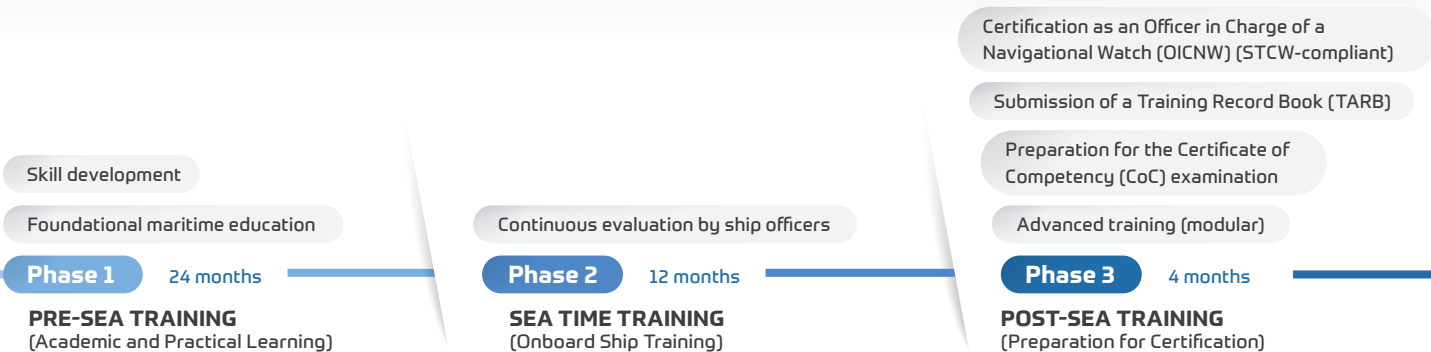 Skill development
Foundational maritime education
Phase 1
24 months
PRE-SEA TRAINING
(Academic and Practical Learning)
Continuous evaluation by ship officers
Phase 2
12 months
SEA TIME TRAINING
(Onboard Ship Training)
Certification as an Officer in Charge of a
Navigational Watch (OICNW) (STCW-compliant)
Submission of a Training Record Book (TARB)
Preparation for the Certificate of
Competency (CoC) examination
Advanced training (modular)
Phase 3
4 months
POST-SEA TRAINING
(Preparation for Certification)